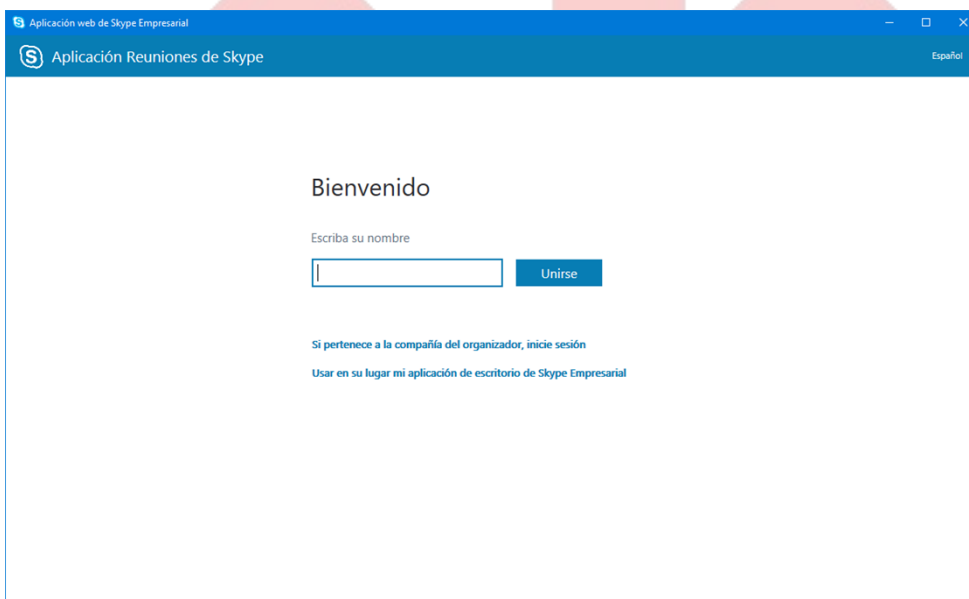 Aplicación web de Skype Empresarial
Aplicación Reuniones de Skype
Español
Bienvenido
Escriba su nombre
Unirse
Si pertenece a la compañía del organizador, inicie sesión
Usar en su lugar mi aplicación de escritorio de Skype Empresarial